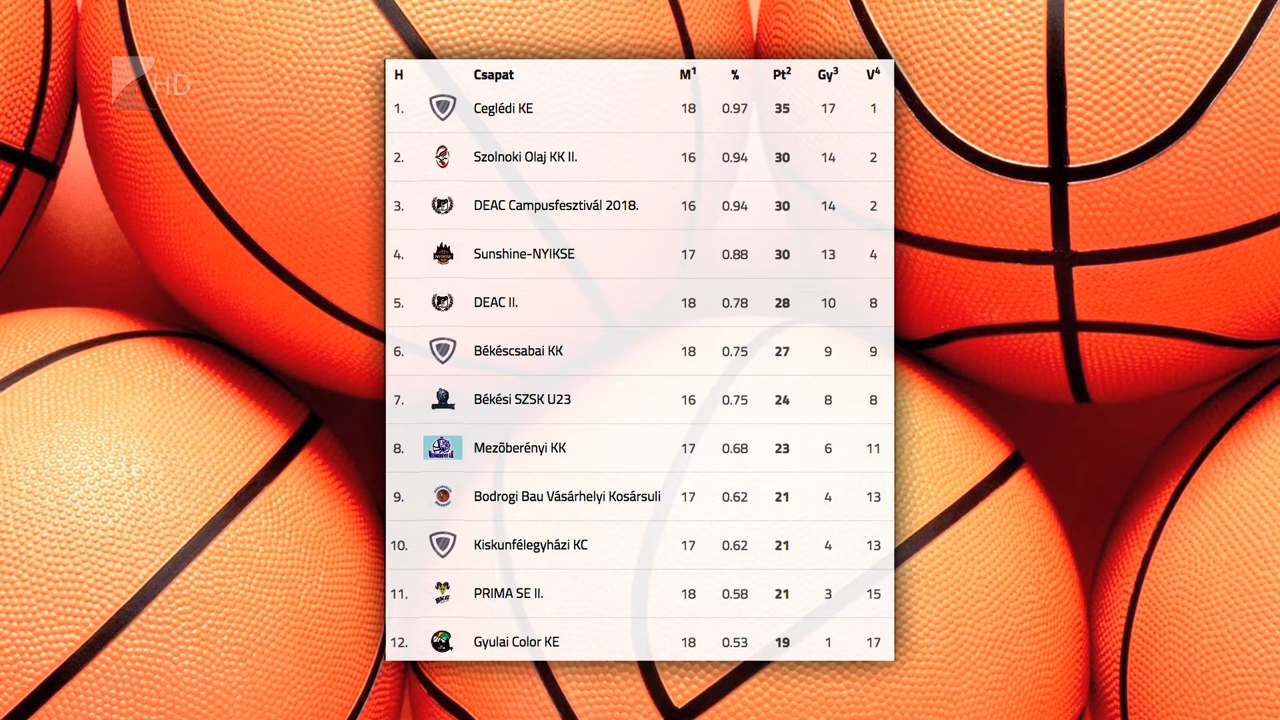 HD
H Csapat M¹ % Pt² Gy³ V⁴
1. Ceglédi KE 18 0.97 35 17 1
2. Szolnoki Olaj KK II. 16 0.94 30 14 2
3. DEAC Campusfesztivál 2018. 16 0.94 30 14 2
4. Sunshine-NYIKSE 17 0.88 30 13 4
5. DEAC II. 18 0.78 28 10 8
6. Békéscsabai KK 18 0.75 27 9 9
7. Békési SZSK U23 16 0.75 24 8 8
8. Mezõberényi KK 17 0.68 23 6 11
9. Bodrogi Bau Vásárhelyi Kosársuli 17 0.62 21 4 13
10. Kiskunfélegyházi KC 17 0.62 21 4 13
11. PRIMA SE II. 18 0.58 21 3 15
12. Gyulai Color KE 18 0.53 19 1 17